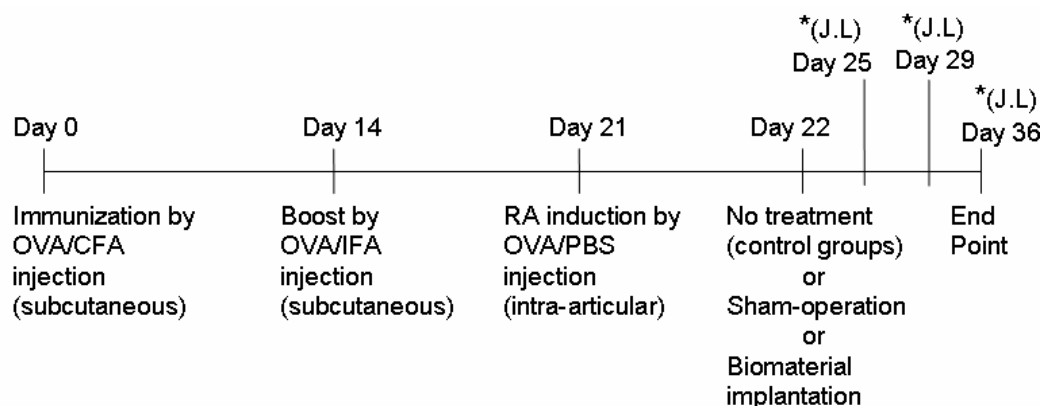 *(J.L)
Day 25
*(J.L)
Day 29
*(J.L)
Day 36
Day 0
Day 14
Day 21
Day 22
Immunization by
OVA/CFA
injection
(subcutaneous)
Boost by
OVA/IFA
injection
(subcutaneous)
RA induction by
OVA/PBS
injection
(intra-articular)
No treatment
(control groups)
or
Sham-operation
or
Biomaterial
implantation
End
Point